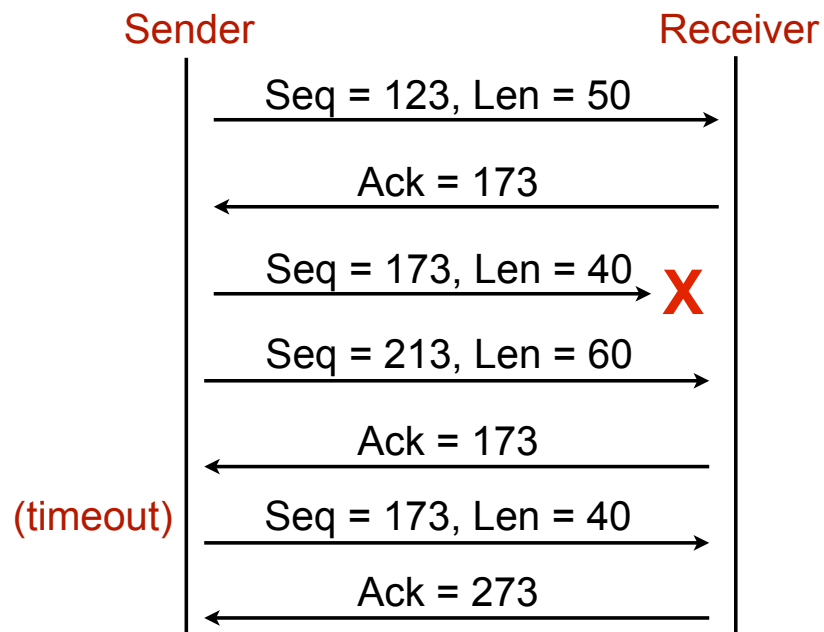 Sender
Receiver
Seq = 123, Len = 50
Ack = 173
Seq = 173, Len = 40
X
Seq = 213, Len = 60
Ack = 173
(timeout)
Seq = 173, Len = 40
Ack = 273